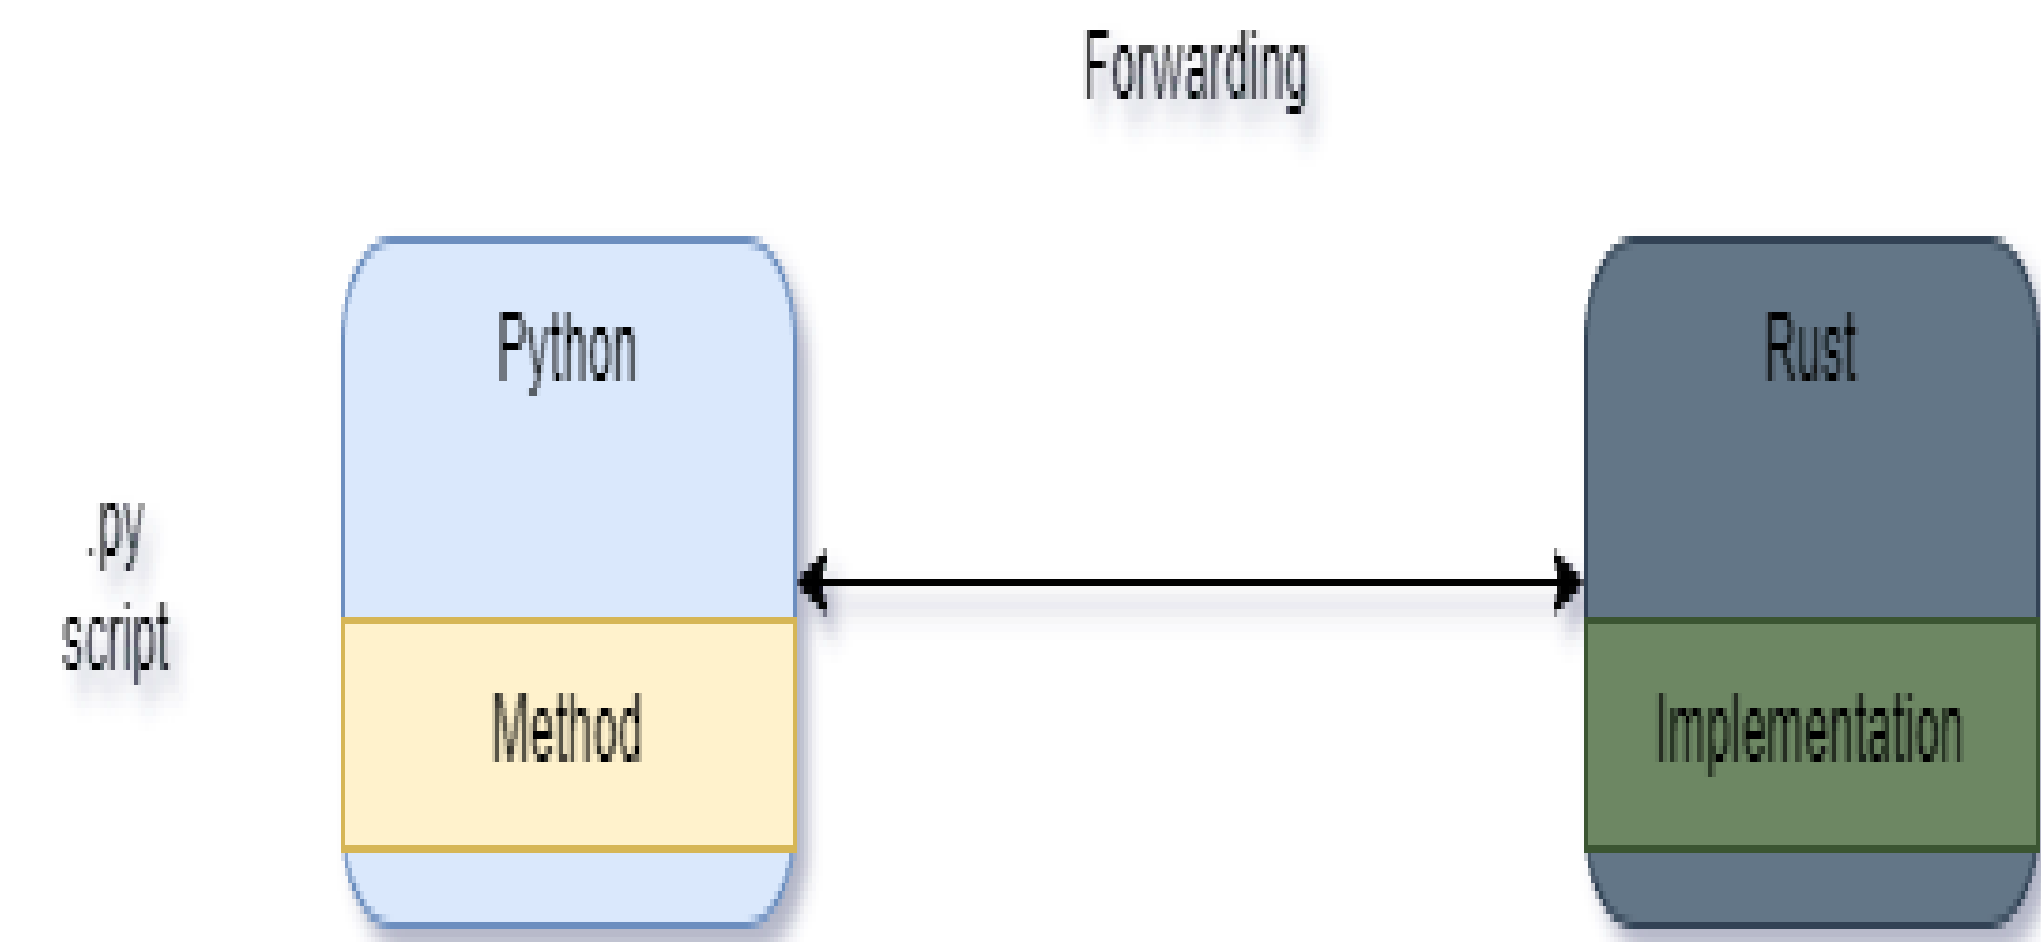 Forwarding
Python
Rust
.py
script
Method
Implementation